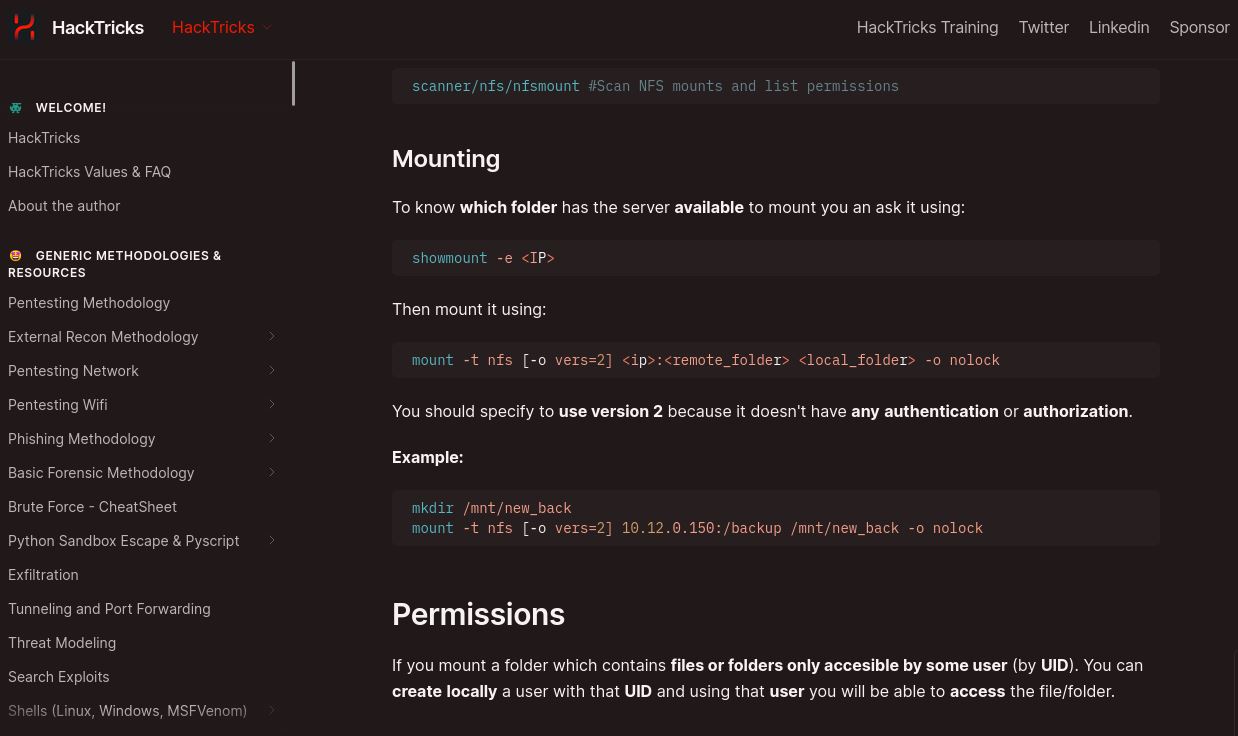 HackTricks
HackTricks
HackTricks Training
Twitter
Linkedin
Sponsor
WELCOME!
HackTricks
HackTricks Values & FAQ
About the author
GENERIC METHODOLOGIES &
RESOURCES
Pentesting Methodology
External Recon Methodology
Pentesting Network
Pentesting Wifi
Phishing Methodology
Basic Forensic Methodology
Brute Force - CheatSheet
Python Sandbox Escape & Pyscript
Exfiltration
Tunneling and Port Forwarding
Threat Modeling
Search Exploits
Shells (Linux, Windows, MSFVenom)
scanner/nfs/nfsmount #Scan NFS mounts and list permissions
Mounting
To know which folder has the server available to mount you an ask it using:
showmount -e <IP>
Then mount it using:
mount -t nfs [-o vers=2] <ip>:<remote_folder> <local_folder> -o nolock
You should specify to use version 2 because it doesn't have any authentication or authorization.
Example:
mkdir /mnt/new_back
mount -t nfs [-o vers=2] 10.12.0.150:/backup /mnt/new_back -o nolock
Permissions
If you mount a folder which contains files or folders only accesible by some user (by UID). You can
create locally a user with that UID and using that user you will be able to access the file/folder.